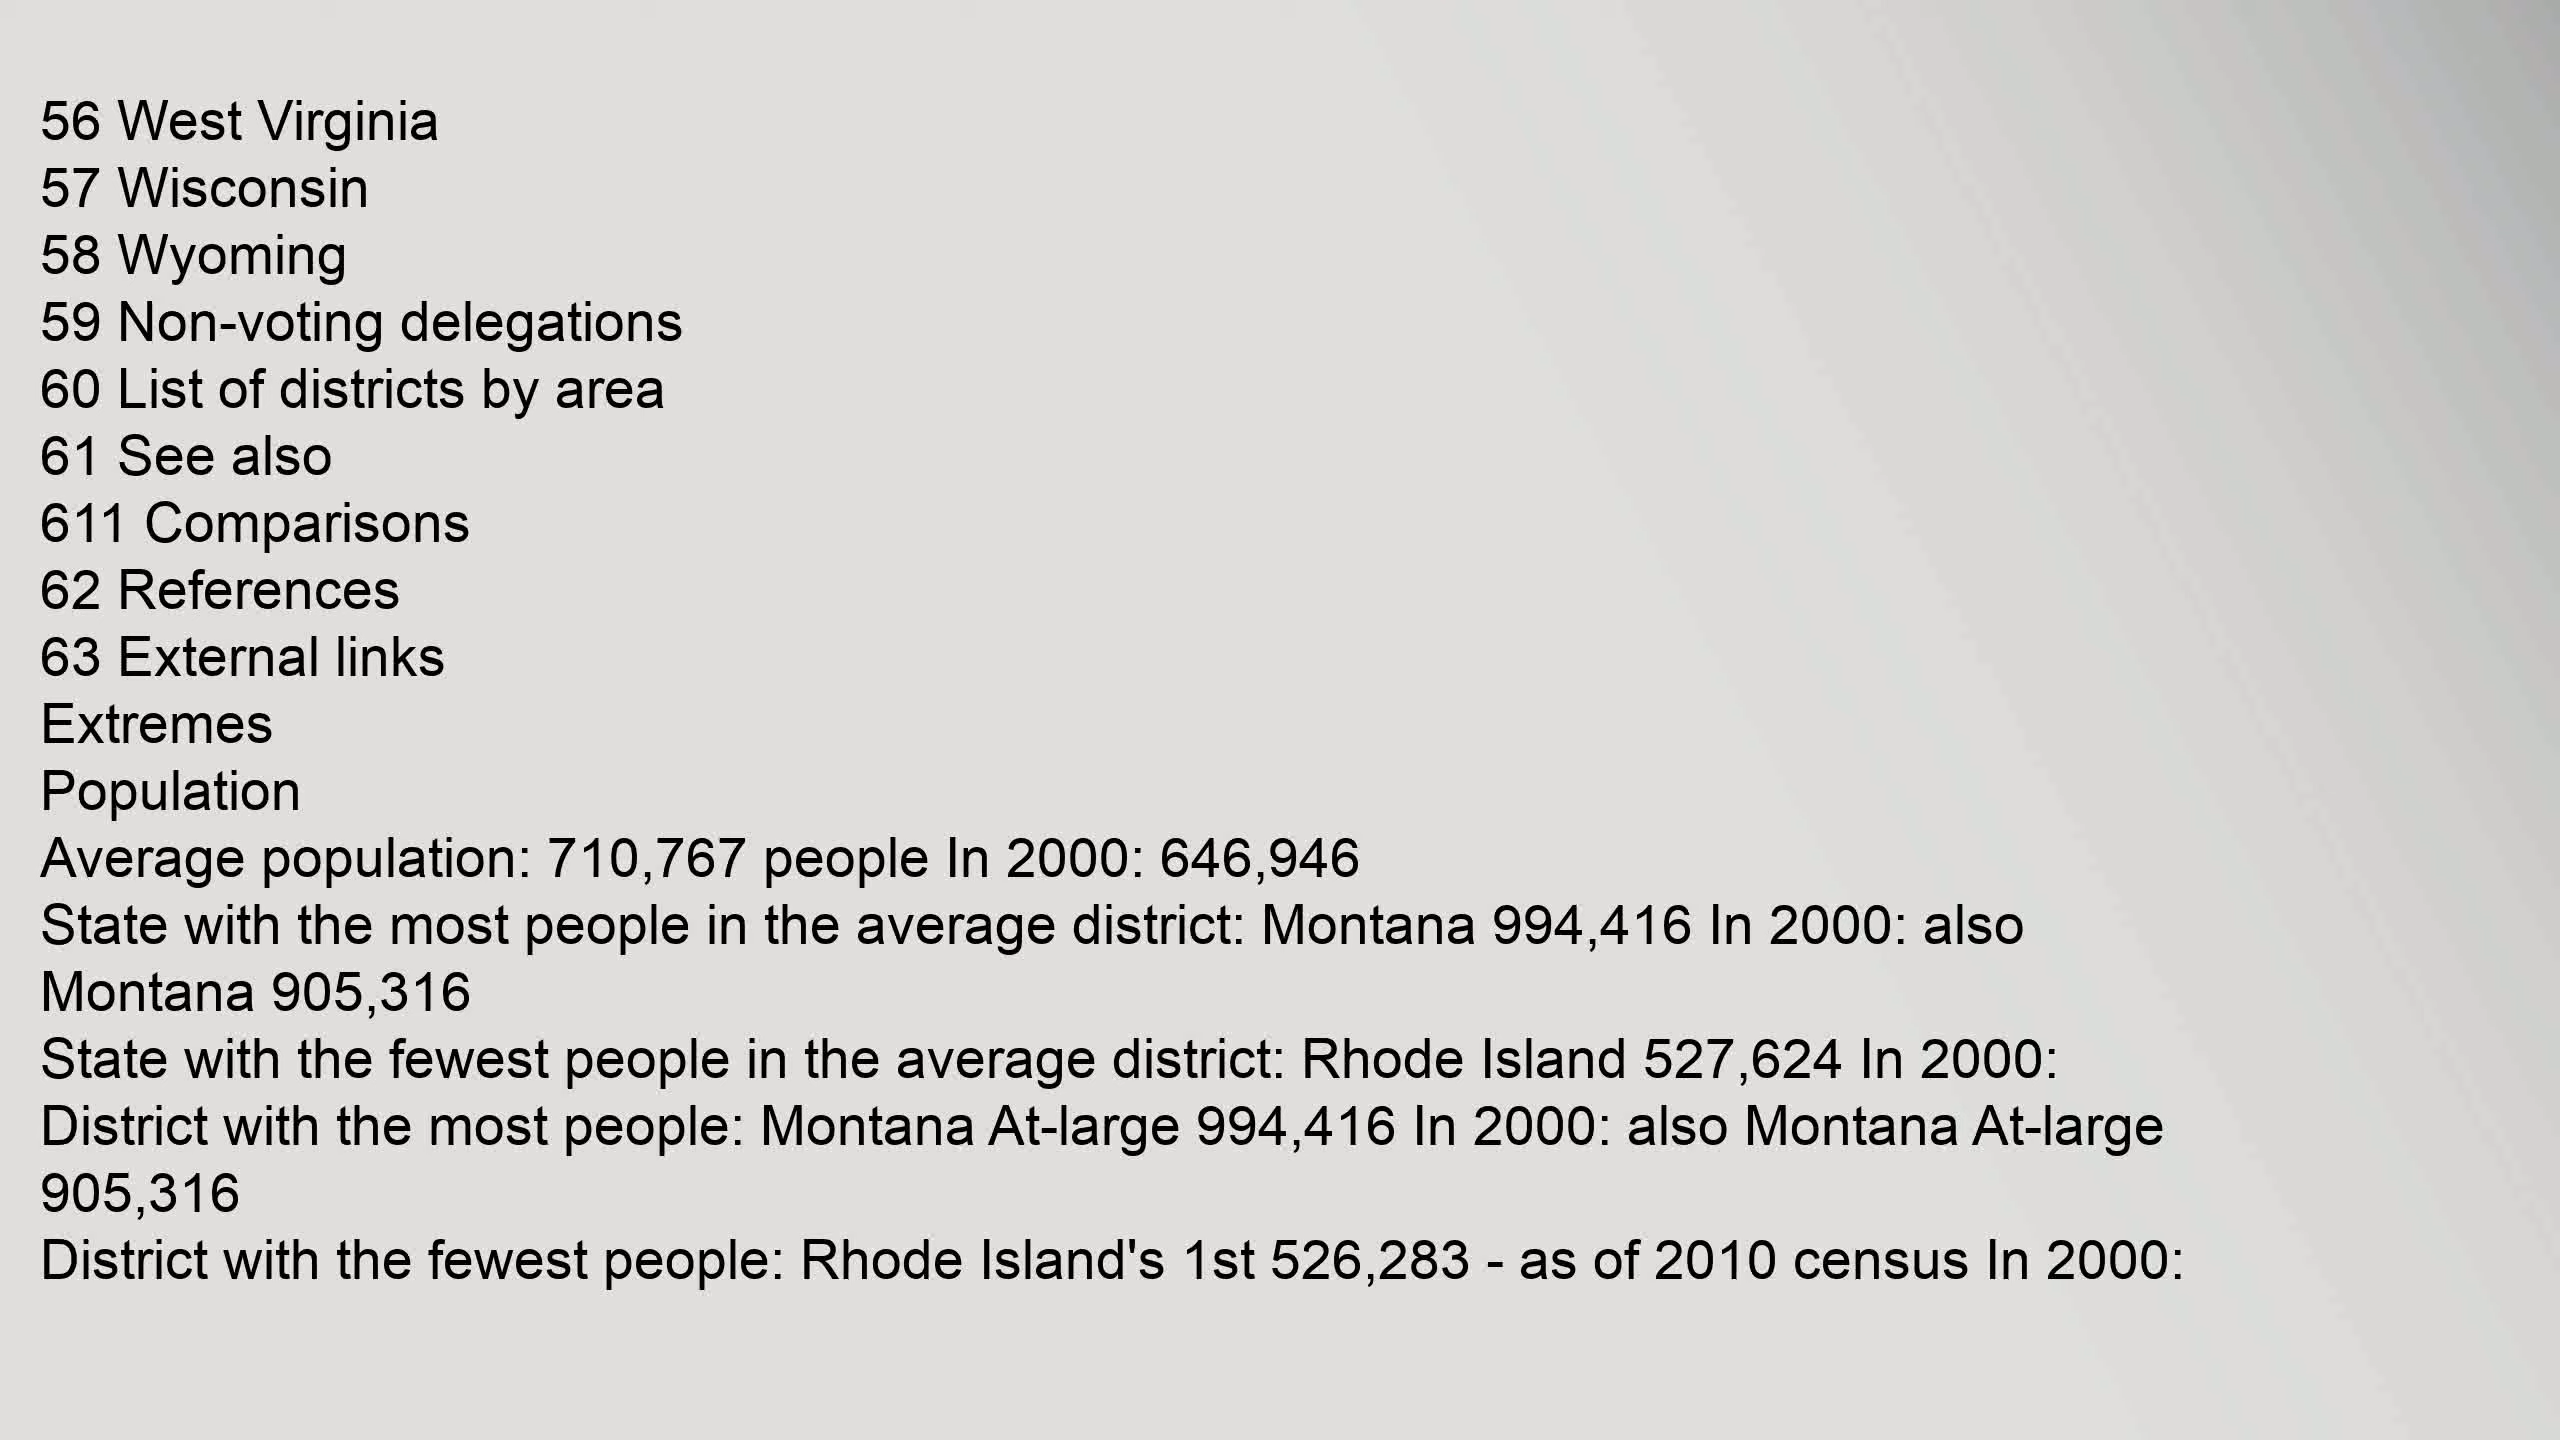 56 West Virginia
57 Wisconsin
58 Wyoming
59 Non-voting delegations
60 List of districts by area
61 See also
611 Comparisons
62 References
63 External links
Extremes
Population
Average population: 710,767 people In 2000: 646,946
State with the most people in the average district: Montana 994,416 In 2000: also
Montana 905,316
State with the fewest people in the average district: Rhode Island 527,624 In 2000:
District with the most people: Montana At-large 994,416 In 2000: also Montana At-large
905,316
District with the fewest people: Rhode Island's 1st 526,283 - as of 2010 census In 2000: